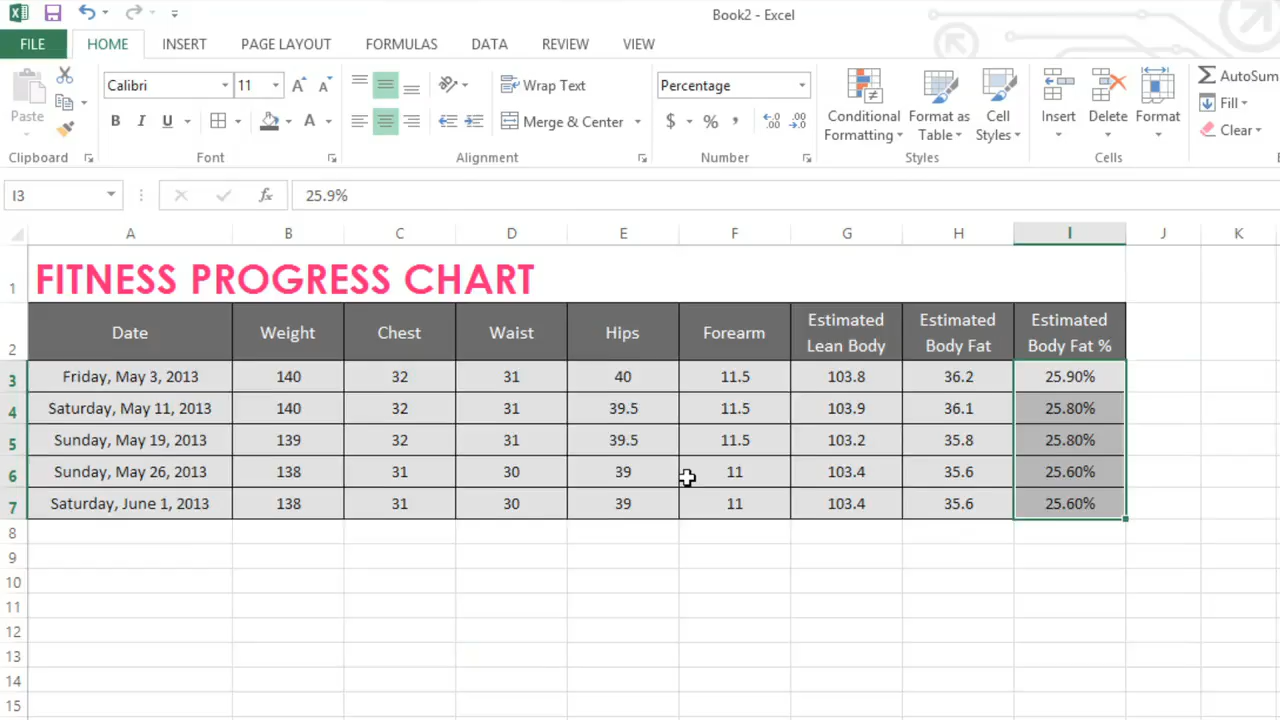 Book2 - Excel
FILE HOME INSERT PAGE LAYOUT FORMULAS DATA REVIEW VIEW
Paste
Calibri 11
Wrap Text
Percentage
Conditional Formatting
Format as Table
Cell Styles
Insert Delete Format
AutoSum
Fill
Clear
B I U A
Merge & Center
$ % ,
Clipboard Font Alignment Number Styles Cells
I3 fx 25.9%
A B C D E F G H I J K
1 FITNESS PROGRESS CHART
2 Date Weight Chest Waist Hips Forearm Estimated Lean Body Estimated Body Fat Estimated Body Fat %
3 Friday, May 3, 2013 140 32 31 40 11.5 103.8 36.2 25.90%
4 Saturday, May 11, 2013 140 32 31 39.5 11.5 103.9 36.1 25.80%
5 Sunday, May 19, 2013 139 32 31 39.5 11.5 103.2 35.8 25.80%
6 Sunday, May 26, 2013 138 31 30 39 11 103.4 35.6 25.60%
7 Saturday, June 1, 2013 138 31 30 39 11 103.4 35.6 25.60%
8
9
10
11
12
13
14
15